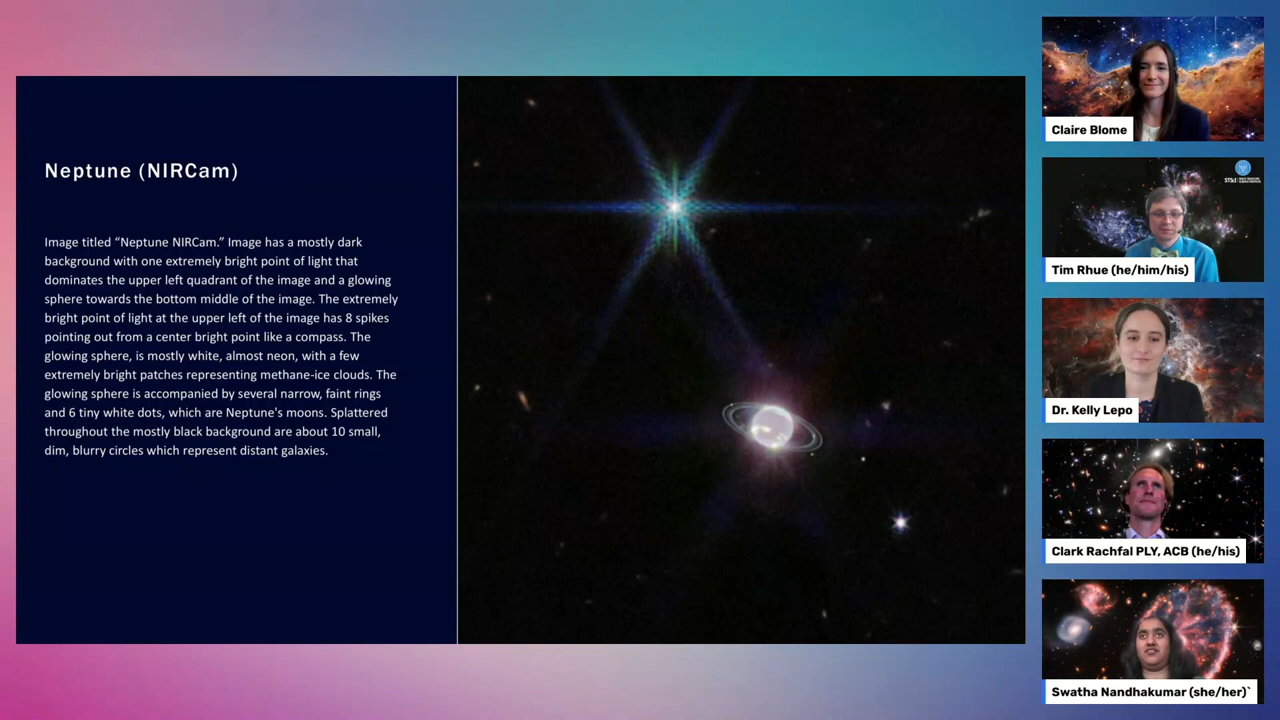 Neptune (NIRCam)
Image titled “Neptune NIRCam.” Image has a mostly dark
background with one extremely bright point of light that
dominates the upper left quadrant of the image and a glowing
sphere towards the bottom middle of the image. The extremely
bright point of light at the upper left of the image has 8 spikes
pointing out from a center bright point like a compass. The
glowing sphere, is mostly white, almost neon, with a few
extremely bright patches representing methane-ice clouds. The
glowing sphere is accompanied by several narrow, faint rings
and 6 tiny white dots, which are Neptune's moons. Splattered
throughout the mostly black background are about 10 small,
dim, blurry circles which represent distant galaxies.
Claire Blome
STScI
Tim Rhue (he/him/his)
Dr. Kelly Lepo
Clark Rachfal PLY, ACB (he/his)
Swatha Nandhakumar (she/her)`